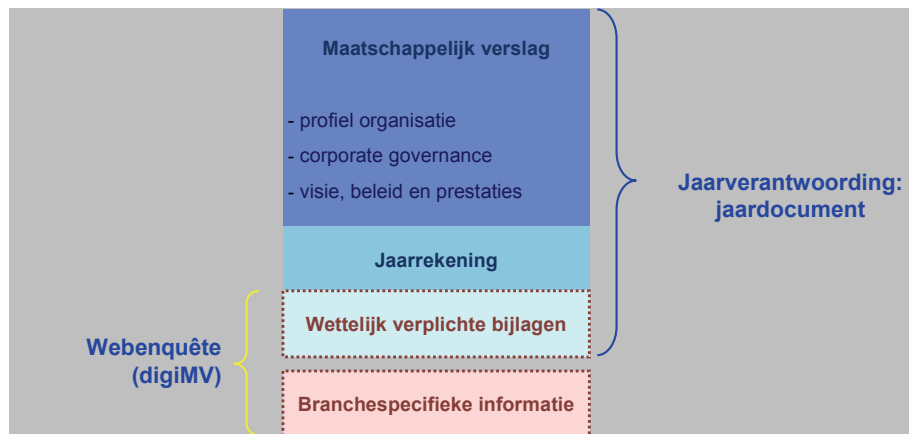 Maatschappelijk verslag
- profiel organisatie
- corporate governance
- visie, beleid en prestaties
Jaarverantwoording:
jaardocument
Jaarrekening
Wettelijk verplichte bijlagen
Webenquête
(digiMV)
Branchespecifieke informatie